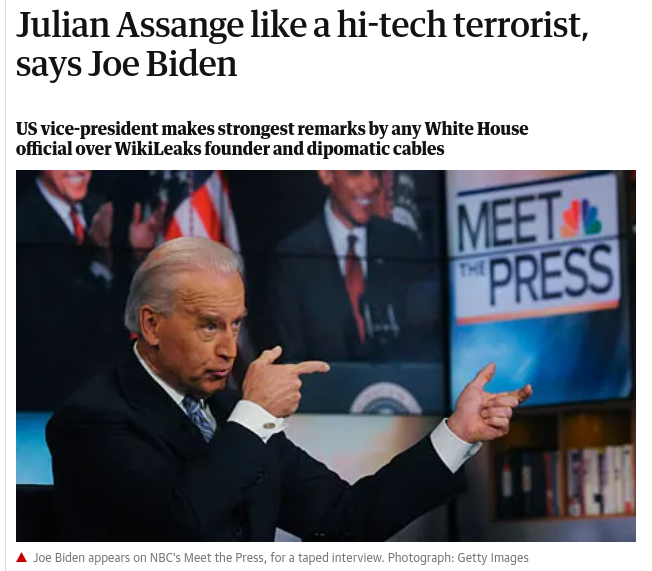 Julian Assange like a hi-tech terrorist,
says Joe Biden
US vice-president makes strongest remarks by any White House
official over WikiLeaks founder and dipomatic cables
MEET
THE PRESS
Joe Biden appears on NBC's Meet the Press, for a taped interview. Photograph: Getty Images